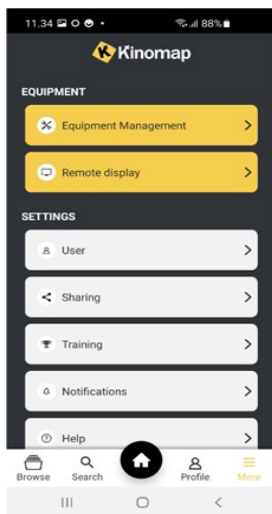 11.34 88%
Kinomap
EQUIPMENT
Equipment Management
Remote display
SETTINGS
User
Sharing
Training
Notifications
Help
Browse Search Profile More